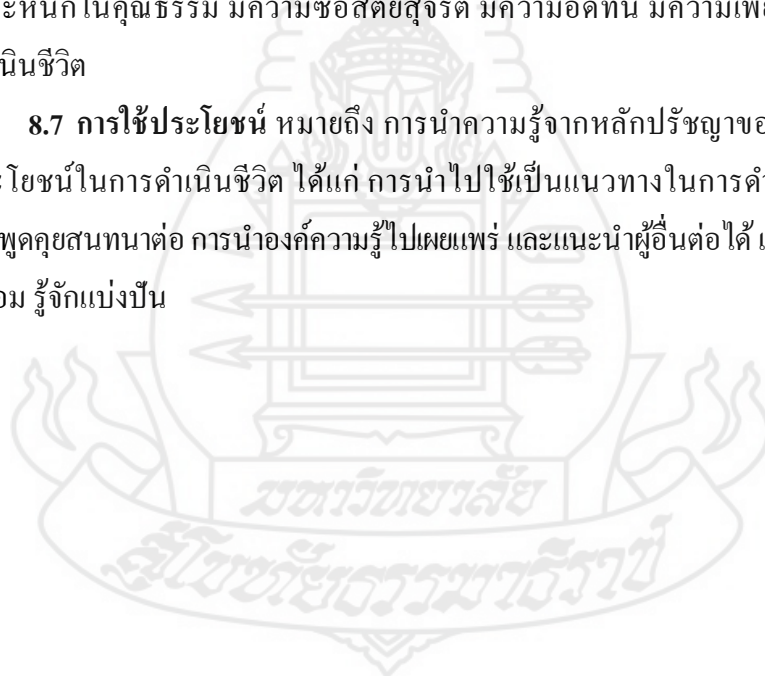 ะหนักในคุณธรรม มีความซื่อสัตย์สุจริต มีความอดทน มีความเพีย
นินชีวิต
8.7 การใช้ประโยชน์ หมายถึง การนำความรู้จากหลักปรัชญาขอ
ะโยชน์ในการดำเนินชีวิต ได้แก่ การนำไปใช้เป็นแนวทางในการดำ
พูดคุยสนทนาต่อ การนำองค์ความรู้ไปเผยแพร่ และแนะนำผู้อื่นต่อได้ แ
อม รู้จักแบ่งปัน
มหาวิทยาลัย
สุโขทัยธรรมาธิราช